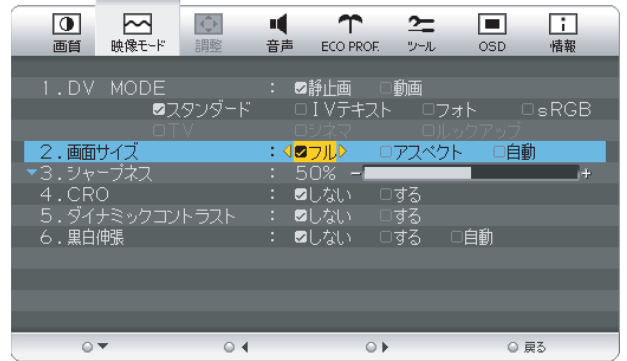 画質 映像モード 調整 音声 ECO PROF. ツール OSD 情報
1.DV MODE : ☑静止画 □動画
☑スタンダード □IVテキスト □フォト □sRGB
□TV □シネマ □ルックアップ
2.画面サイズ : ☑フル □アスペクト □自動
3.シャープネス : 50% - +
4.CRO : ☑しない □する
5.ダイナミックコントラスト : ☑しない □する
6.黒白伸張 : ☑しない □する □自動
戻る